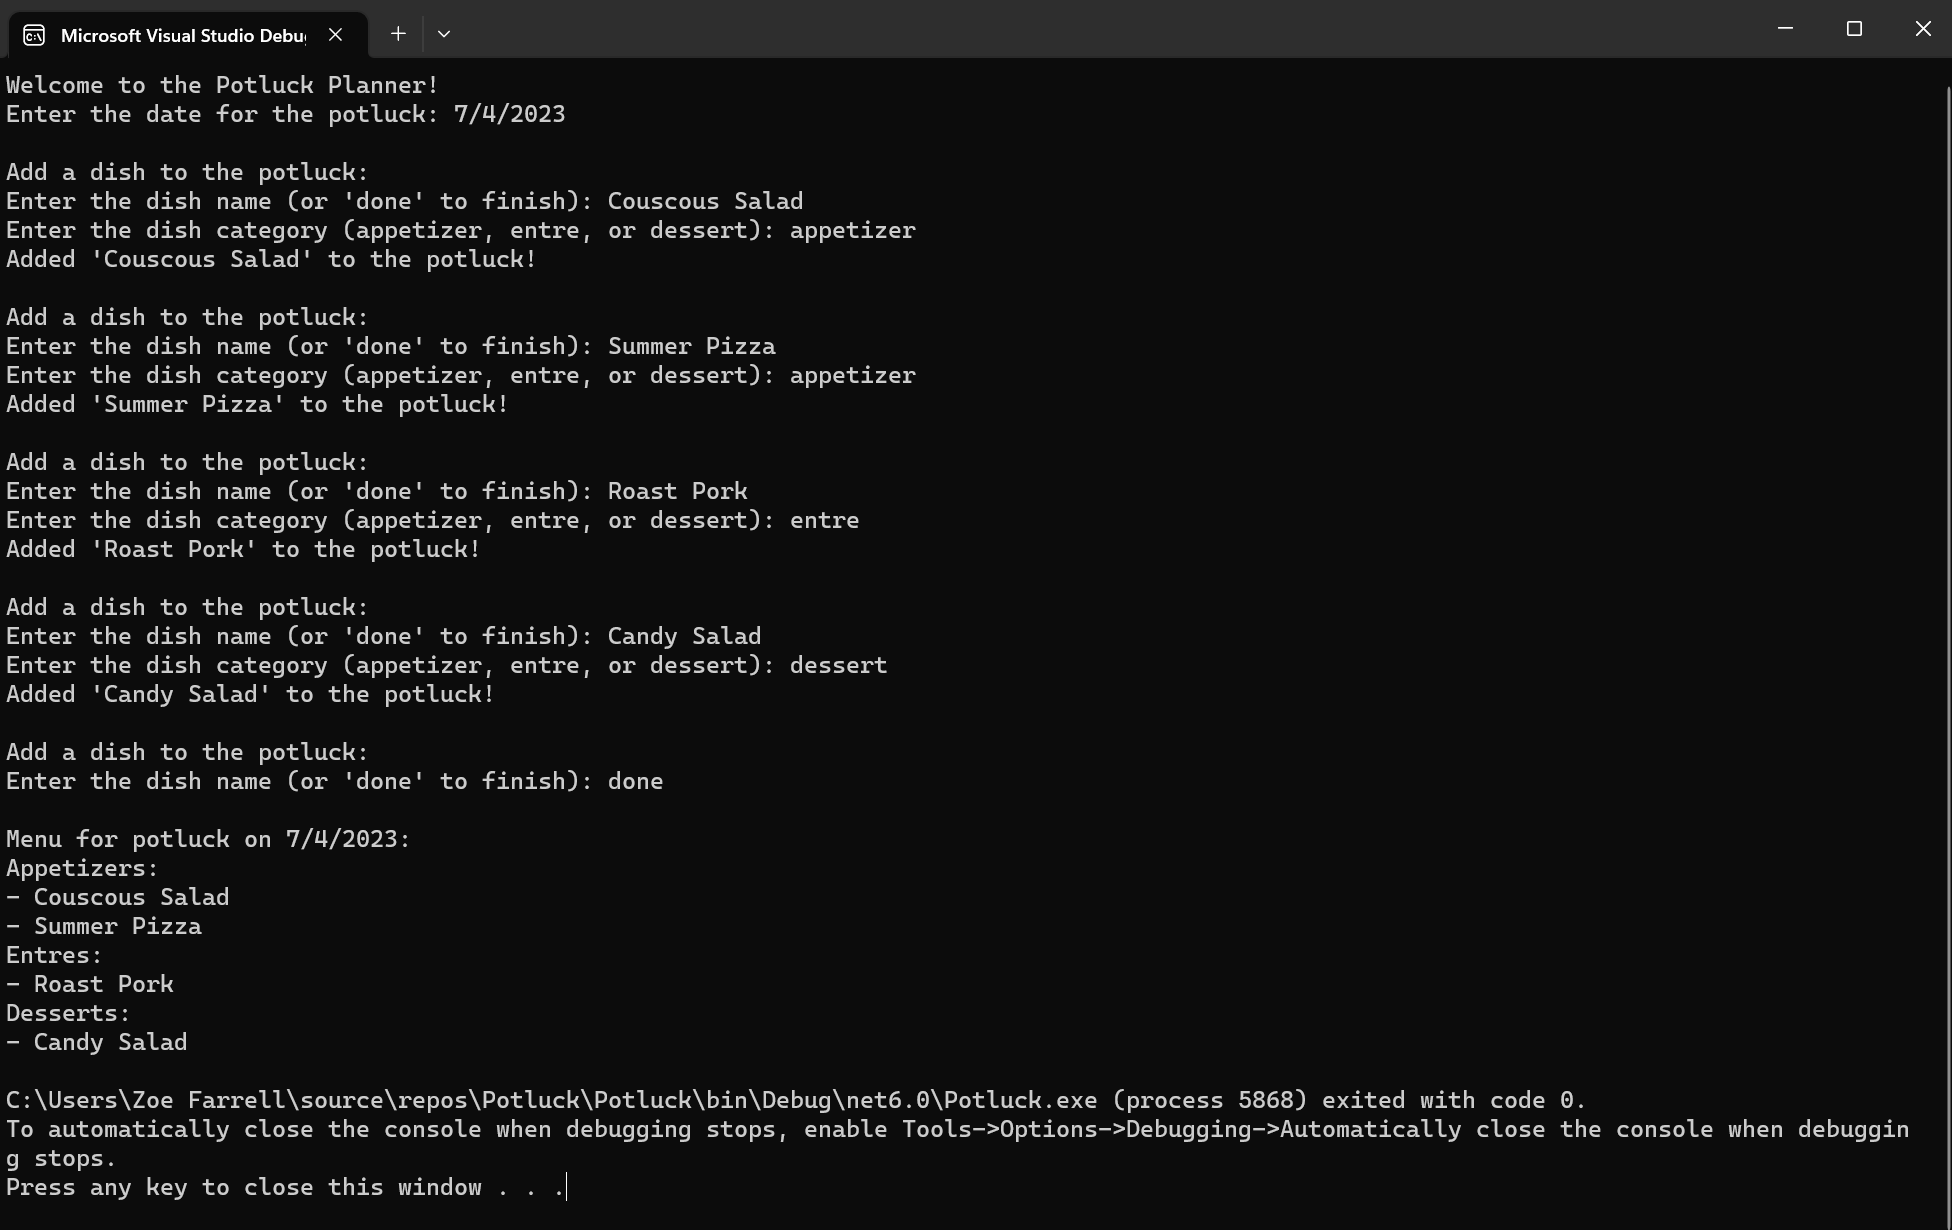 Microsoft Visual Studio Debu
Welcome to the Potluck Planner!
Enter the date for the potluck: 7/4/2023
Add a dish to the potluck:
Enter the dish name (or 'done' to finish): Couscous Salad
Enter the dish category (appetizer, entre, or dessert): appetizer
Added 'Couscous Salad' to the potluck!
Add a dish to the potluck:
Enter the dish name (or 'done' to finish): Summer Pizza
Enter the dish category (appetizer, entre, or dessert): appetizer
Added 'Summer Pizza' to the potluck!
Add a dish to the potluck:
Enter the dish name (or 'done' to finish): Roast Pork
Enter the dish category (appetizer, entre, or dessert): entre
Added 'Roast Pork' to the potluck!
Add a dish to the potluck:
Enter the dish name (or 'done' to finish): Candy Salad
Enter the dish category (appetizer, entre, or dessert): dessert
Added 'Candy Salad' to the potluck!
Add a dish to the potluck:
Enter the dish name (or 'done' to finish): done
Menu for potluck on 7/4/2023:
Appetizers:
- Couscous Salad
- Summer Pizza
Entres:
- Roast Pork
Desserts:
- Candy Salad
C:\Users\Zoe Farrell\source\repos\Potluck\Potluck\bin\Debug\net6.0\Potluck.exe (process 5868) exited with code 0.
To automatically close the console when debugging stops, enable Tools->Options->Debugging->Automatically close the console when debuggin
g stops.
Press any key to close this window . . .